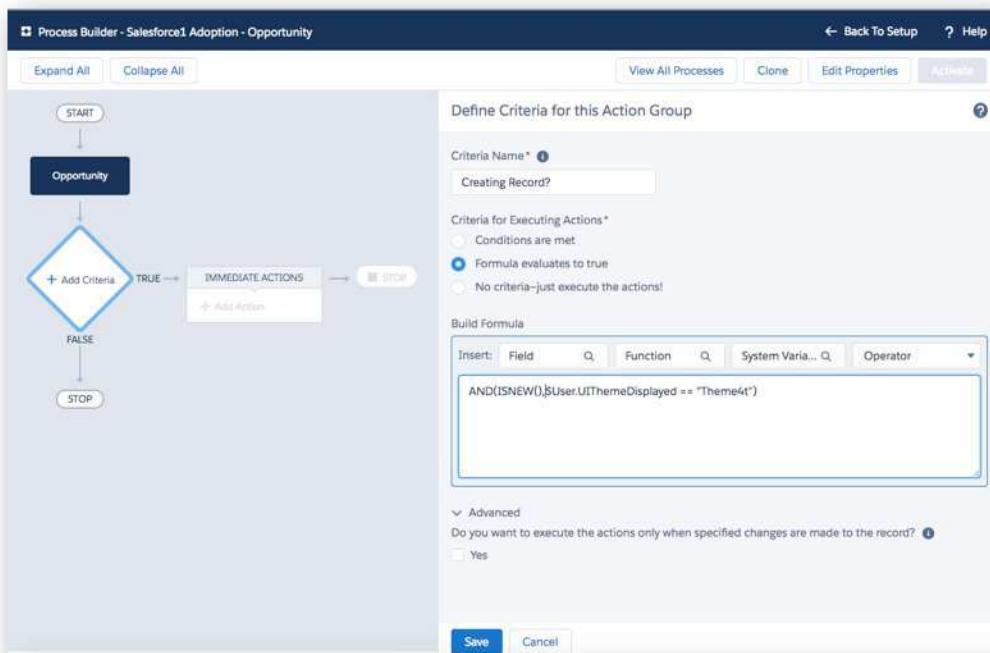 Process Builder - Salesforce1 Adoption - Opportunity
← Back To Setup ? Help
Expand All Collapse All View All Processes Clone Edit Properties Activate
START
Opportunity
+ Add Criteria
TRUE
IMMEDIATE ACTIONS
+ Add Action
STOP
FALSE
STOP
Define Criteria for this Action Group
Criteria Name*
Creating Record?
Criteria for Executing Actions*
Conditions are met
Formula evaluates to true
No criteria–just execute the actions!
Build Formula
Insert: Field Function System Varia... Operator
AND(ISNEW(),$User.UIThemeDisplayed == "Theme4t")
Advanced
Do you want to execute the actions only when specified changes are made to the record?
Yes
Save Cancel